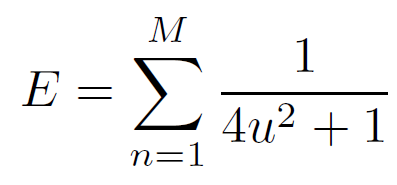 E = \sum_{n=1}^{M} \frac{1}{4u^2 + 1}